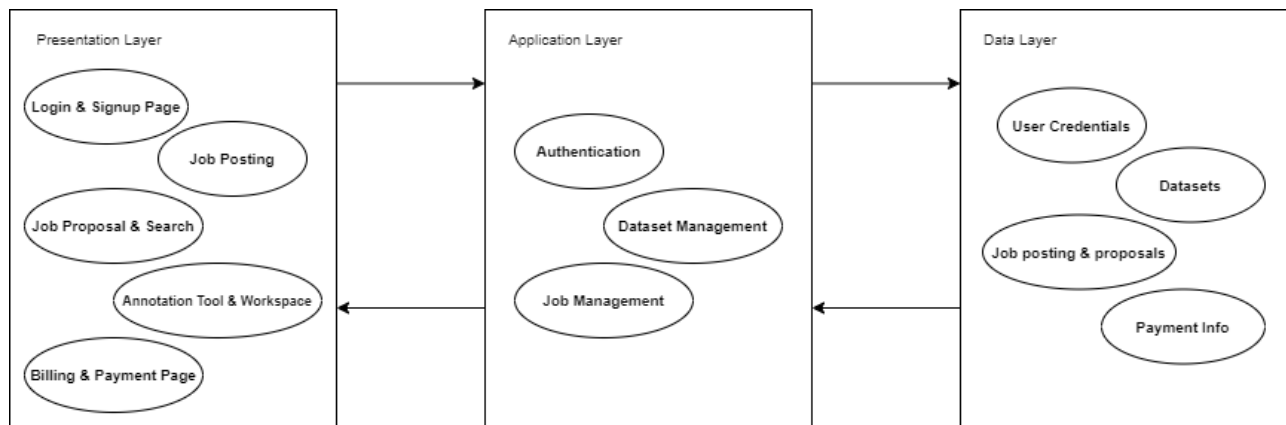 Presentation Layer
Login & Signup Page
Job Posting
Job Proposal & Search
Annotation Tool & Workspace
Billing & Payment Page
Application Layer
Authentication
Dataset Management
Job Management
Data Layer
User Credentials
Datasets
Job posting & proposals
Payment Info